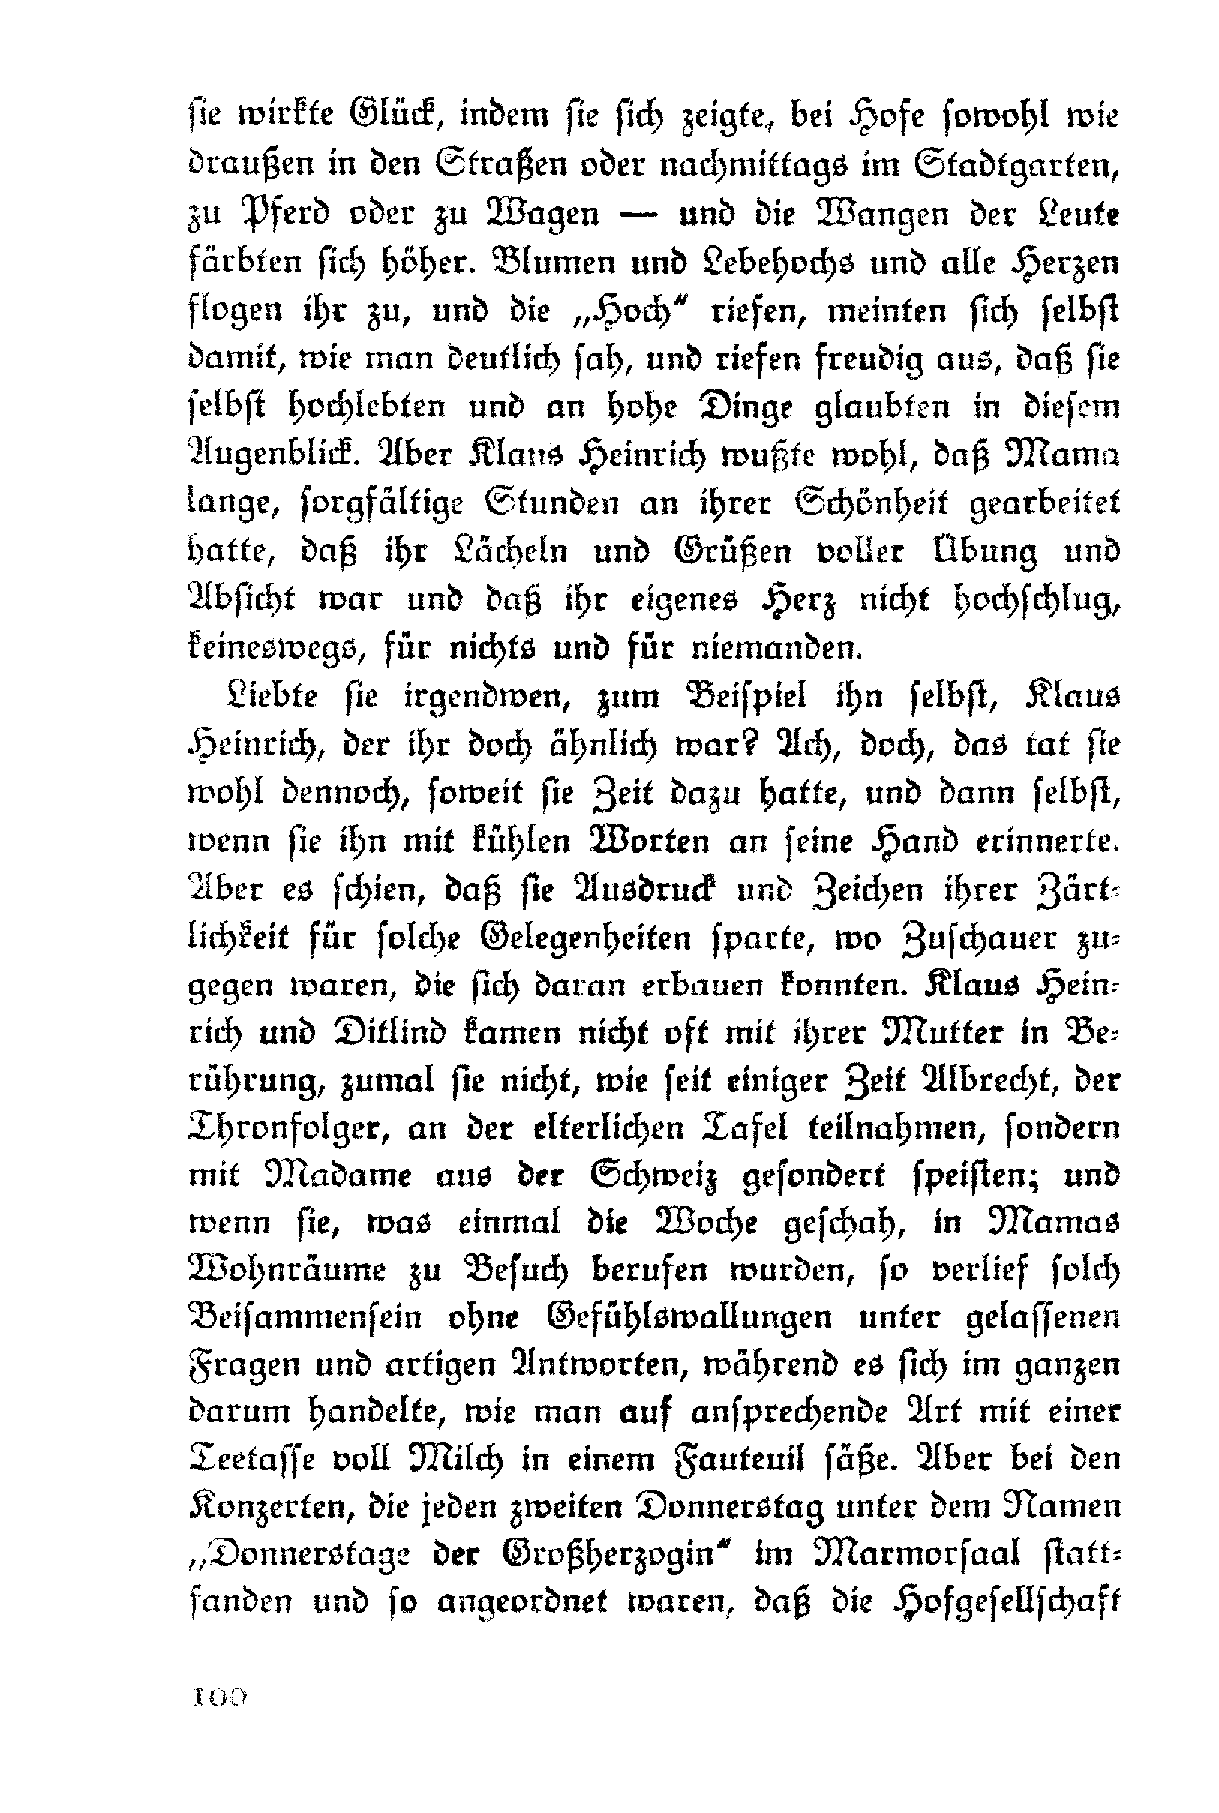 sie wirkte Glück, indem sie sich zeigte, bei Hofe sowohl wie
draußen in den Straßen oder nachmittags im Stadtgarten,
zu Pferd oder zu Wagen — und die Wangen der Leute
färbten sich höher. Blumen und Lebehochs und alle Herzen
flogen ihr zu, und die „Hoch“ riefen, meinten sich selbst
damit, wie man deutlich sah, und riefen freudig aus, daß sie
selbst hochlebten und an hohe Dinge glaubten in diesem
Augenblick. Aber Klaus Heinrich wußte wohl, daß Mama
lange, sorgfältige Stunden an ihrer Schönheit gearbeitet
hatte, daß ihr Lächeln und Grüßen voller Übung und
Absicht war und daß ihr eigenes Herz nicht hochschlug,
keineswegs, für nichts und für niemanden.
Liebte sie irgendwen, zum Beispiel ihn selbst, Klaus
Heinrich, der ihr doch ähnlich war? Ach, doch, das tat sie
wohl dennoch, soweit sie Zeit dazu hatte, und dann selbst,
wenn sie ihn mit kühlen Worten an seine Hand erinnerte.
Aber es schien, daß sie Ausdruck und Zeichen ihrer Zärt-
lichkeit für solche Gelegenheiten sparte, wo Zuschauer zu-
gegen waren, die sich daran erbauen konnten. Klaus Hein-
rich und Ditlind kamen nicht oft mit ihrer Mutter in Be-
rührung, zumal sie nicht, wie seit einiger Zeit Albrecht, der
Thronfolger, an der elterlichen Tafel teilnahmen, sondern
mit Madame aus der Schweiz gesondert speisten; und
wenn sie, was einmal die Woche geschah, in Mamas
Wohnräume zu Besuch berufen wurden, so verlief solch
Beisammensein ohne Gefühlswallungen unter gelassenen
Fragen und artigen Antworten, während es sich im ganzen
darum handelte, wie man auf ansprechende Art mit einer
Teetasse voll Milch in einem Fauteuil säße. Aber bei den
Konzerten, die jeden zweiten Donnerstag unter dem Namen
„Donnerstage der Großherzogin“ im Marmorsaal statt-
fanden und so angeordnet waren, daß die Hofgesellschaft
100